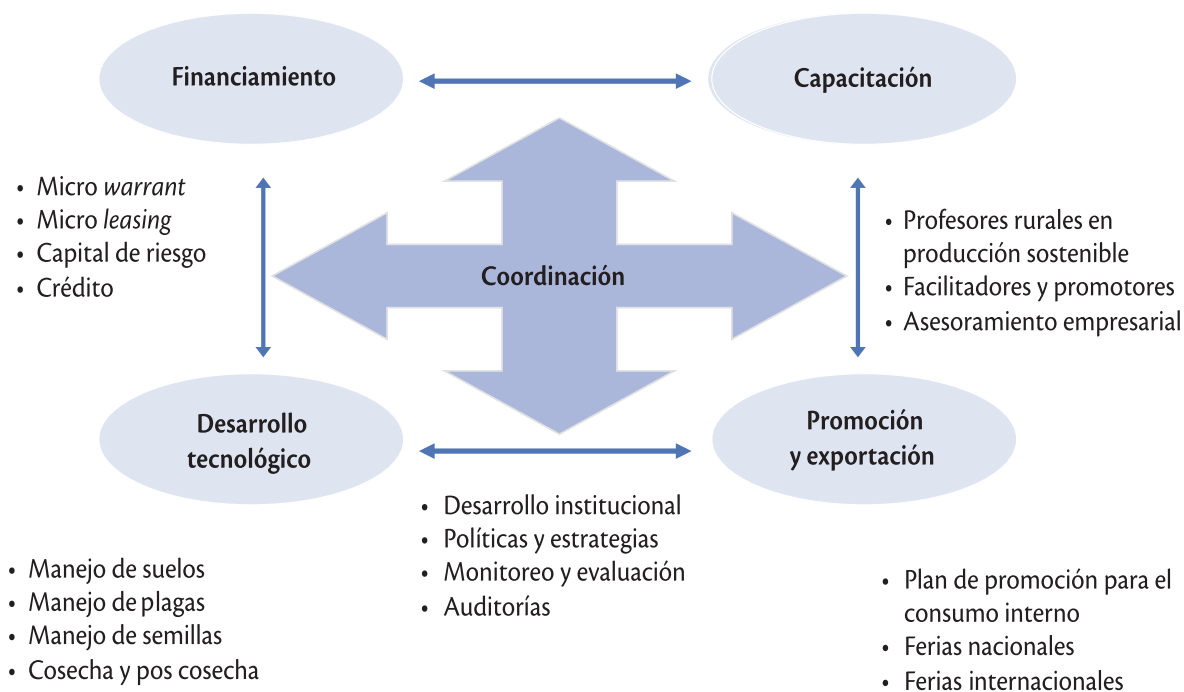 Financiamiento
Capacitación
• Micro warrant
• Micro leasing
• Capital de riesgo
• Crédito
Coordinación
• Profesores rurales en
producción sostenible
• Facilitadores y promotores
• Asesoramiento empresarial
Desarrollo
tecnológico
Promoción
y exportación
• Desarrollo institucional
• Políticas y estrategias
• Monitoreo y evaluación
• Auditorías
• Manejo de suelos
• Manejo de plagas
• Manejo de semillas
• Cosecha y pos cosecha
• Plan de promoción para el
consumo interno
• Ferias nacionales
• Ferias internacionales